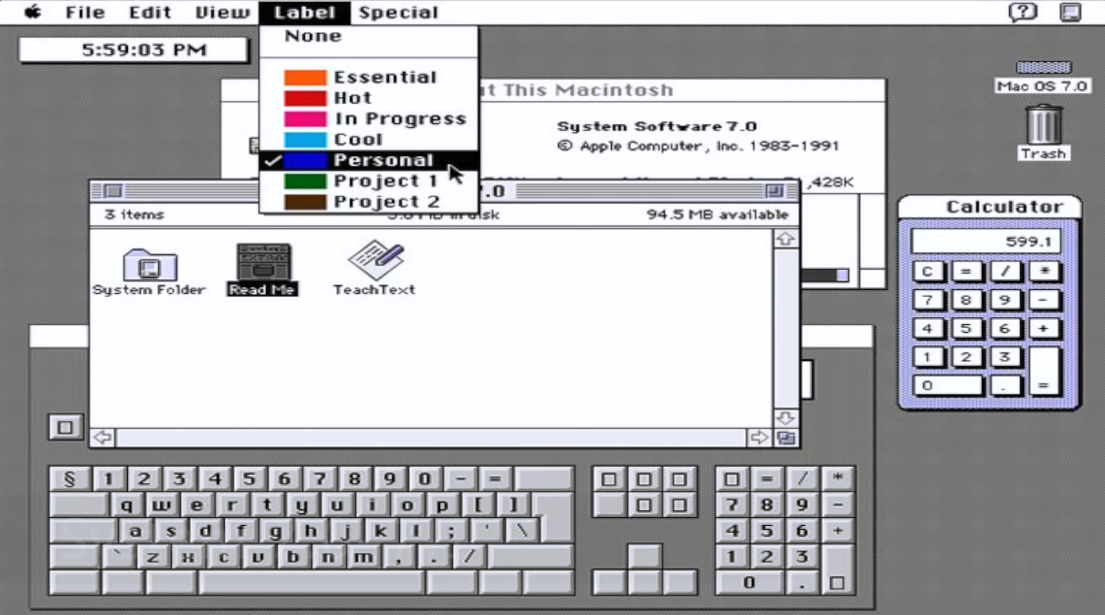 File Edit View Label Special
5:59:03 PM
None
Essential
Hot
In Progress
Cool
Personal
Project 1
Project 2
t This Macintosh
System Software 7.0
© Apple Computer, Inc. 1983-1991
,428K
.0
3 items
in disk
94.5 MB available
System Folder
Read Me
TeachText
Mac OS 7.0
Trash
Calculator
599.1
C = / *
7 8 9 -
4 5 6 +
1 2 3
0 . =
§ 1 2 3 4 5 6 7 8 9 0 - =
q w e r t y u i o p [ ]
a s d f g h j k l ; ' \
` z x c v b n m , . /
= / *
7 8 9 -
4 5 6 +
1 2 3
0 .